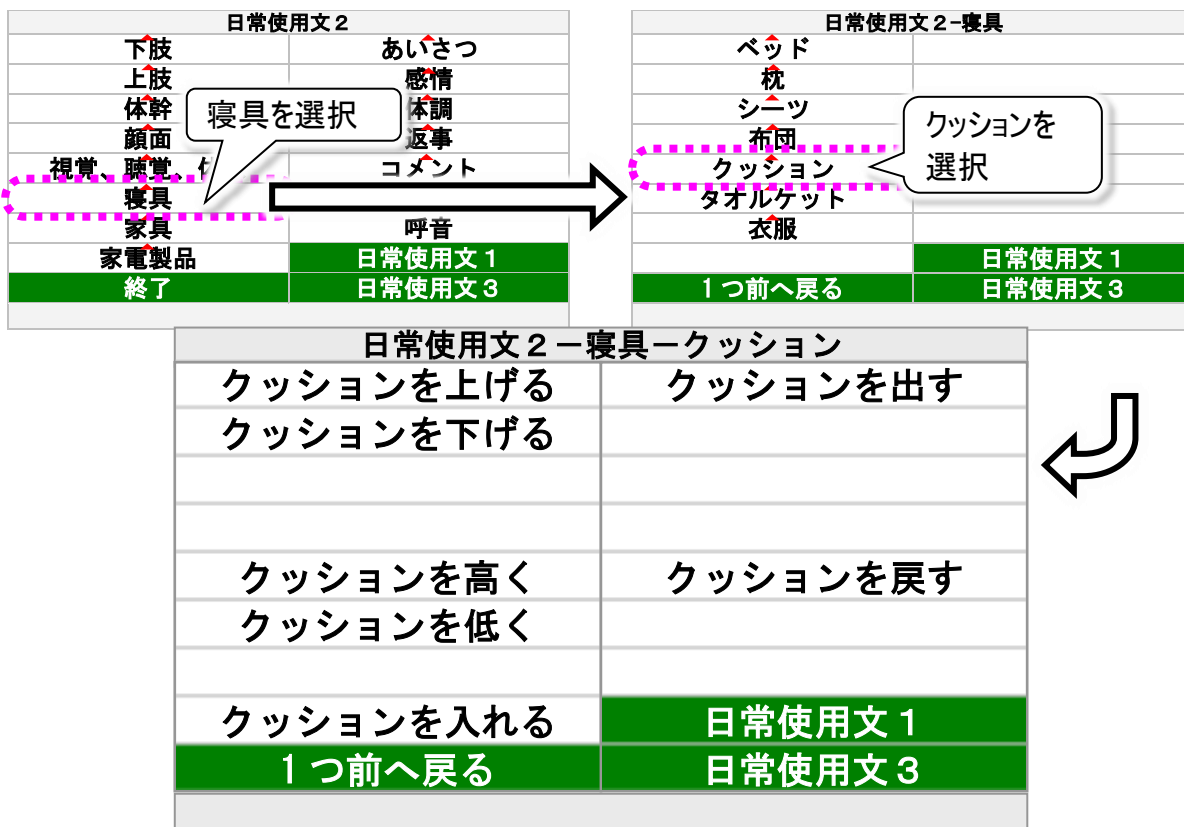 日常使用文２
下肢 あいさつ
上肢 感情
体幹 体調
顔面 返事
視覚、聴覚、 コメント
寝具
家具 呼音
家電製品 日常使用文１
終了 日常使用文３
寝具を選択
日常使用文２−寝具
ベッド
枕
シーツ
布団
クッション
タオルケット
衣服
日常使用文１
１つ前へ戻る 日常使用文３
クッションを
選択
日常使用文２－寝具－クッション
クッションを上げる クッションを出す
クッションを下げる
クッションを高く クッションを戻す
クッションを低く
クッションを入れる 日常使用文１
１つ前へ戻る 日常使用文３